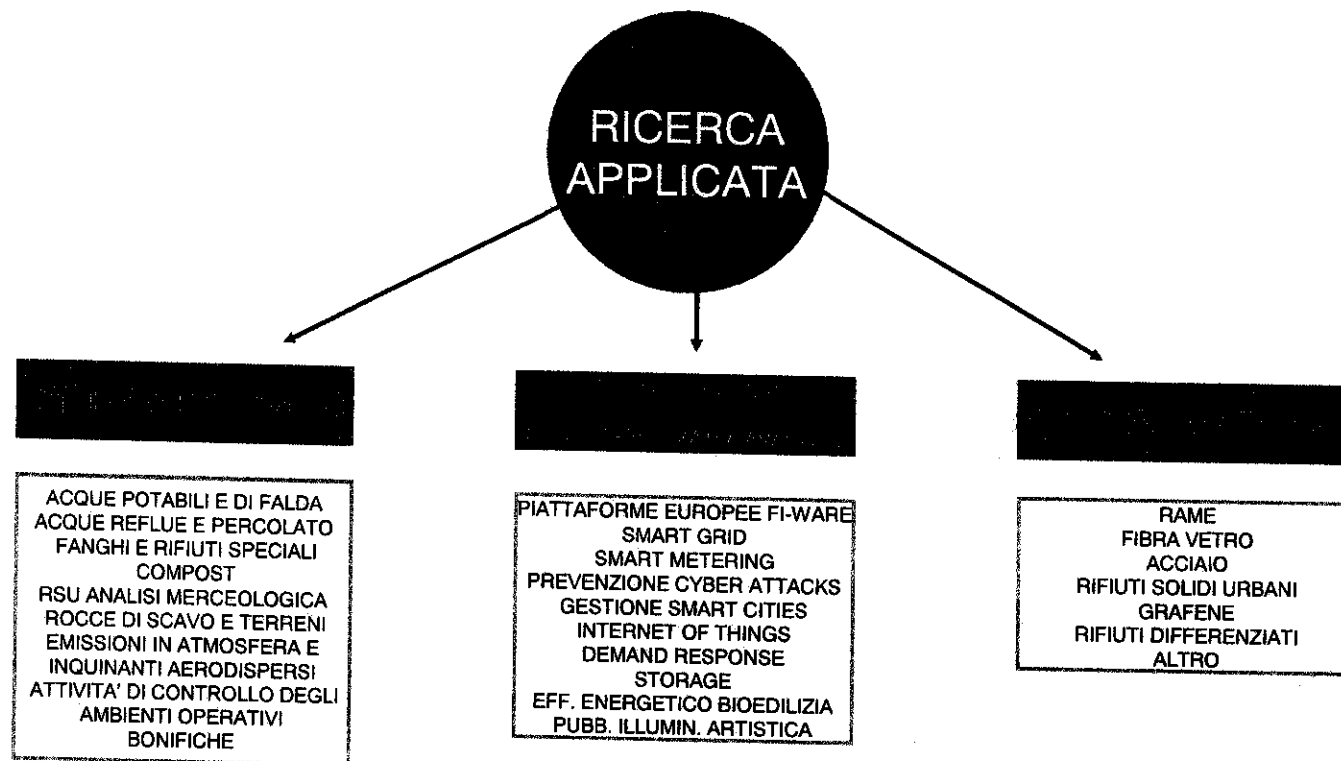 RICERCA
APPLICATA
ACQUE POTABILI E DI FALDA
ACQUE REFLUE E PERCOLATO
FANGHI E RIFIUTI SPECIALI
COMPOST
RSU ANALISI MERCEOLOGICA
ROCCE DI SCAVO E TERRENI
EMISSIONI IN ATMOSFERA E
INQUINANTI AERODISPERSI
ATTIVITA' DI CONTROLLO DEGLI
AMBIENTI OPERATIVI
BONIFICHE
PIATTAFORME EUROPEE FI-WARE
SMART GRID
SMART METERING
PREVENZIONE CYBER ATTACKS
GESTIONE SMART CITIES
INTERNET OF THINGS
DEMAND RESPONSE
STORAGE
EFF. ENERGETICO BIOEDILIZIA
PUBB. ILLUMIN. ARTISTICA
RAME
FIBRA VETRO
ACCIAIO
RIFIUTI SOLIDI URBANI
GRAFENE
RIFIUTI DIFFERENZIATI
ALTRO